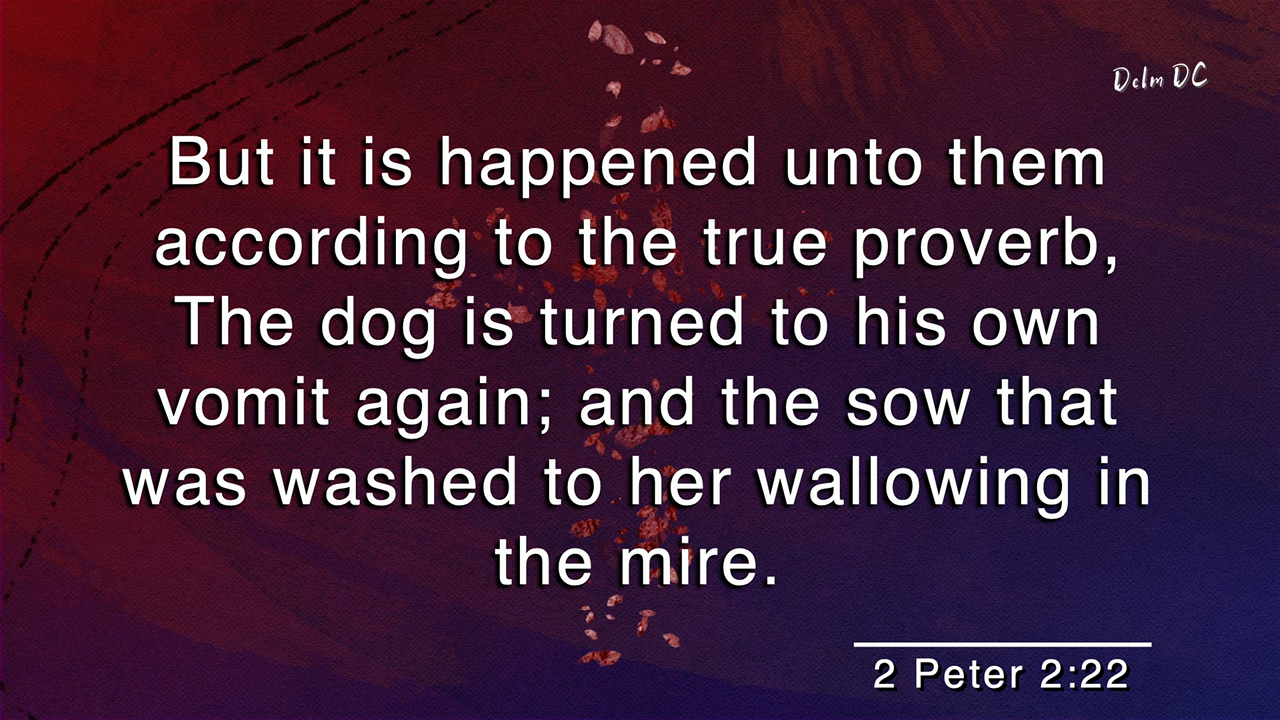 Dclm DC
But it is happened unto them
according to the true proverb,
The dog is turned to his own
vomit again; and the sow that
was washed to her wallowing in
the mire.
2 Peter 2:22